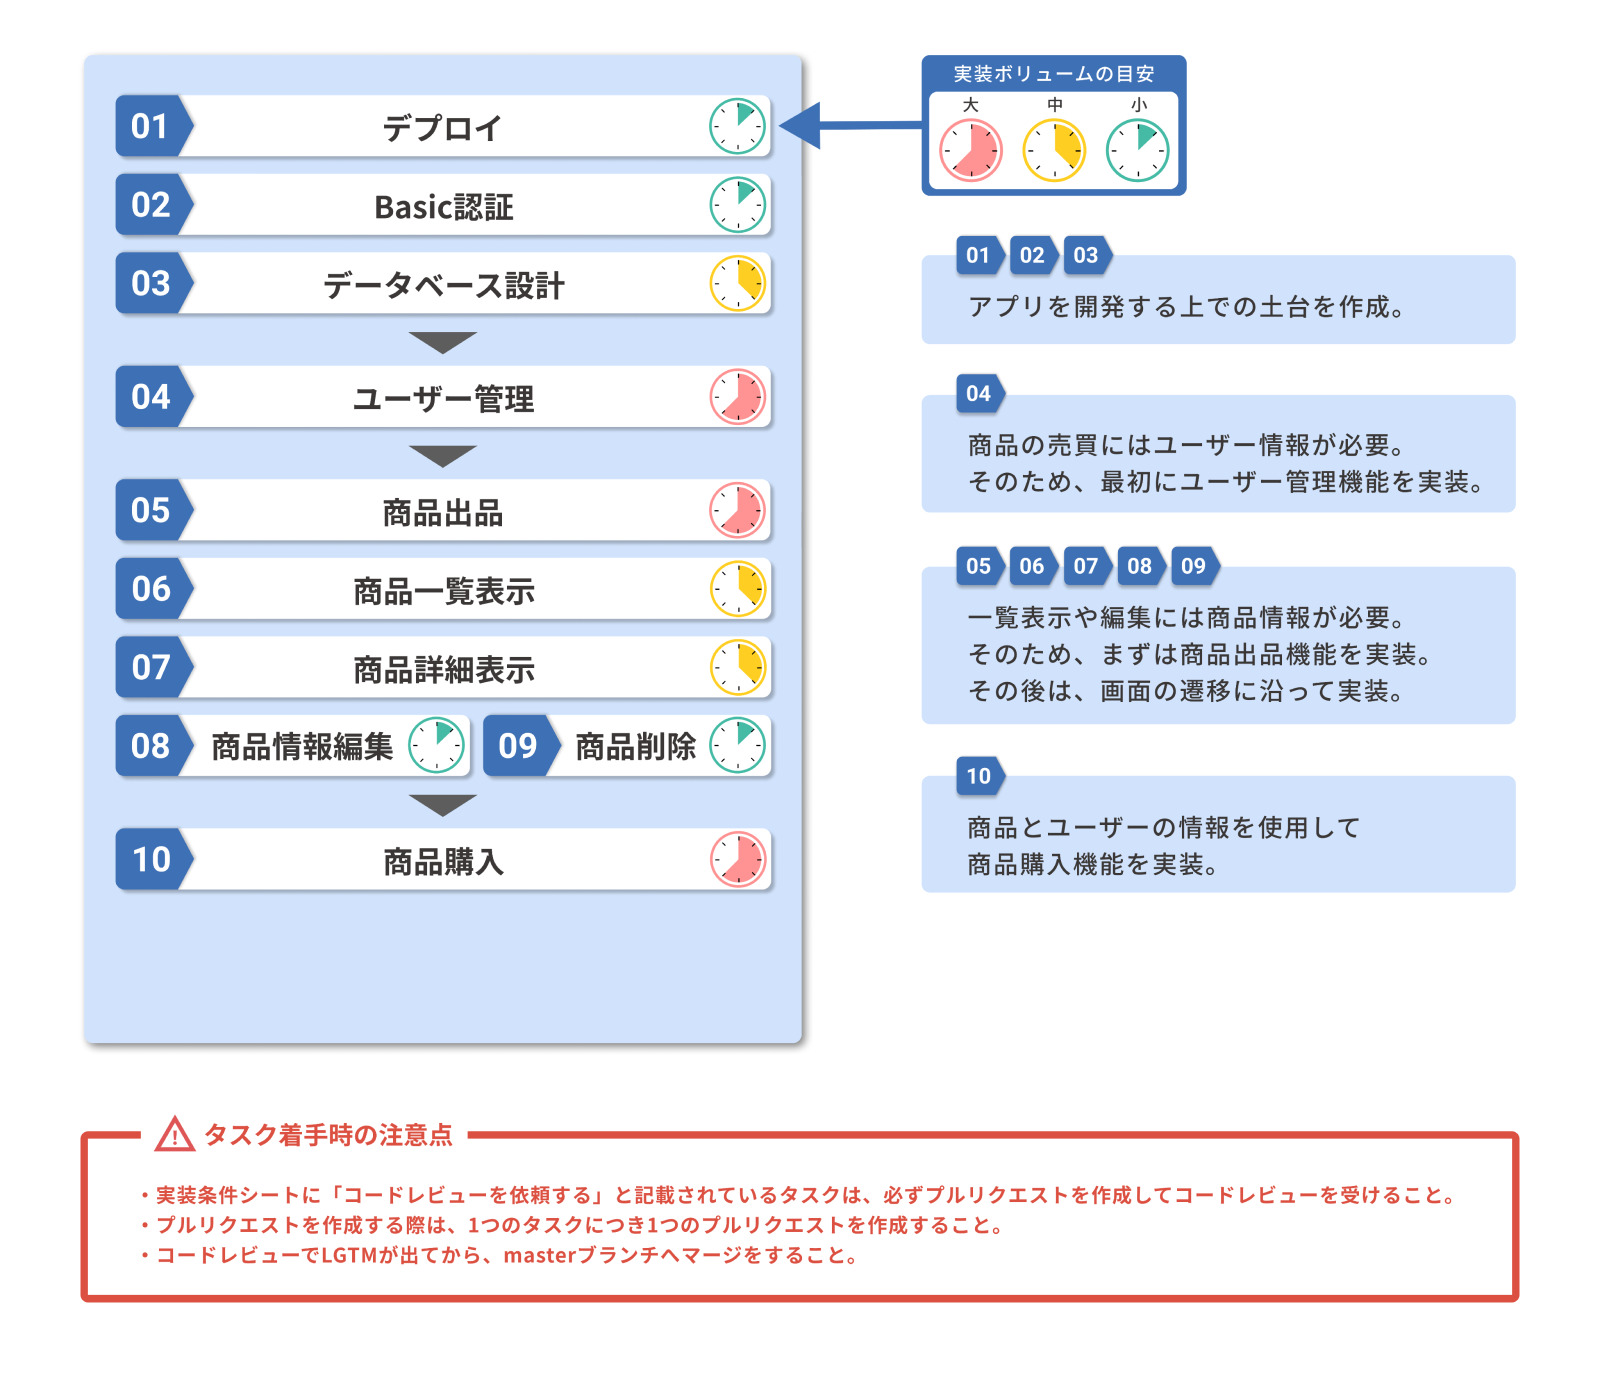 01
デプロイ
02
Basic認証
03
データベース設計
04
ユーザー管理
05
商品出品
06
商品一覧表示
07
商品詳細表示
08
商品情報編集
09
商品削除
10
商品購入
実装ボリュームの目安
大 中 小
01 02 03
アプリを開発する上での土台を作成。
04
商品の売買にはユーザー情報が必要。
そのため、最初にユーザー管理機能を実装。
05 06 07 08 09
一覧表示や編集には商品情報が必要。
そのため、まずは商品出品機能を実装。
その後は、画面の遷移に沿って実装。
10
商品とユーザーの情報を使用して
商品購入機能を実装。
タスク着手時の注意点
・実装条件シートに「コードレビューを依頼する」と記載されているタスクは、必ずプルリクエストを作成してコードレビューを受けること。
・プルリクエストを作成する際は、1つのタスクにつき1つのプルリクエストを作成すること。
・コードレビューでLGTMが出てから、masterブランチへマージをすること。